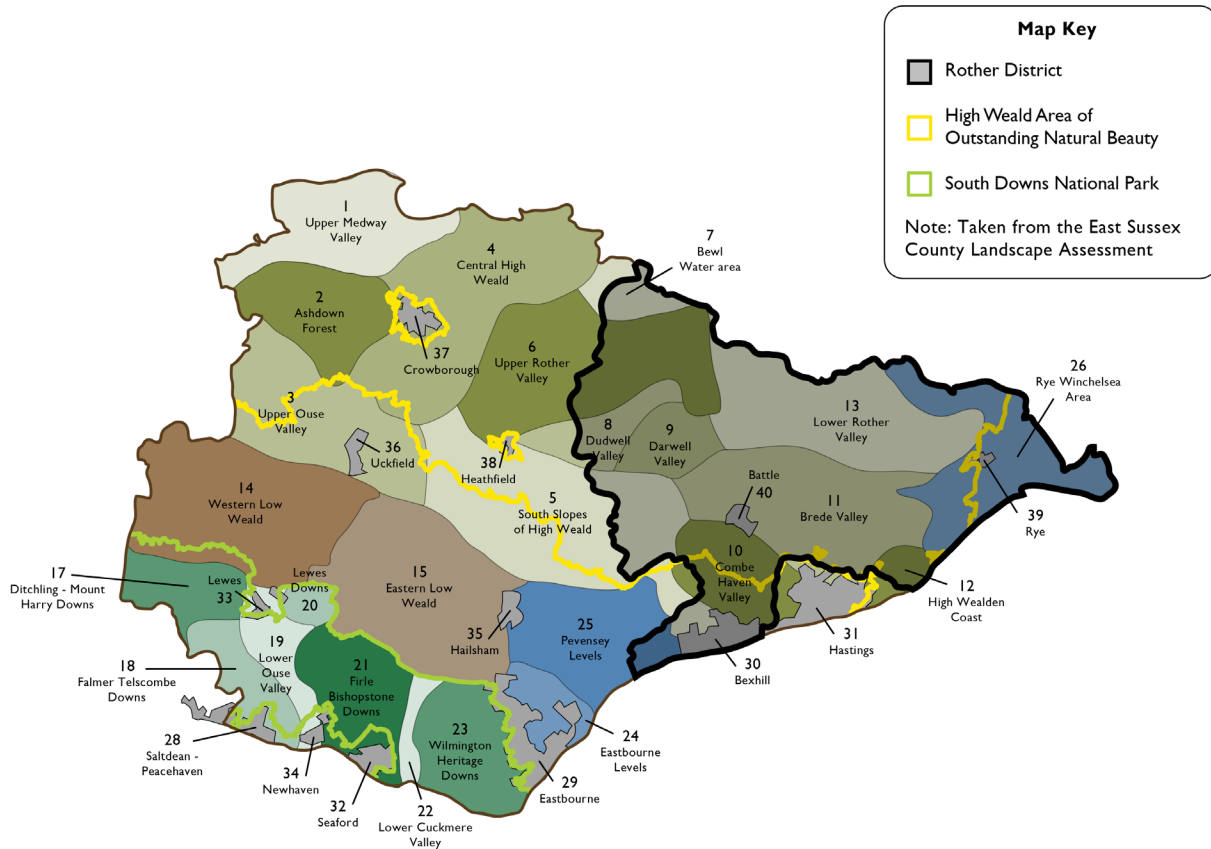 Map Key
Rother District
High Weald Area of
Outstanding Natural Beauty
South Downs National Park
Note: Taken from the East Sussex
County Landscape Assessment
1
Upper Medway
Valley
4
Central High
Weald
7
Bewl
Water area
2
Ashdown
Forest
37
Crowborough
6
Upper Rother
Valley
26
Rye Winchelsea
Area
3
Upper Ouse
Valley
13
Lower Rother
Valley
8
Dudwell
Valley
9
Darwell
Valley
36
Uckfield
38
Heathfield
Battle
40
14
Western Low
Weald
5
South Slopes
of High Weald
11
Brede Valley
39
Rye
17
Ditchling - Mount
Harry Downs
Lewes
33
Lewes
Downs
20
15
Eastern Low
Weald
10
Combe
Haven
Valley
12
High Wealden
Coast
35
Hailsham
25
Pevensey
Levels
31
Hastings
30
Bexhill
19
Lower
Ouse
Valley
18
Falmer Telscombe
Downs
21
Firle
Bishopstone
Downs
23
Wilmington
Heritage
Downs
24
Eastbourne
Levels
28
Saltdean -
Peacehaven
34
Newhaven
32
Seaford
22
Lower Cuckmere
Valley
29
Eastbourne